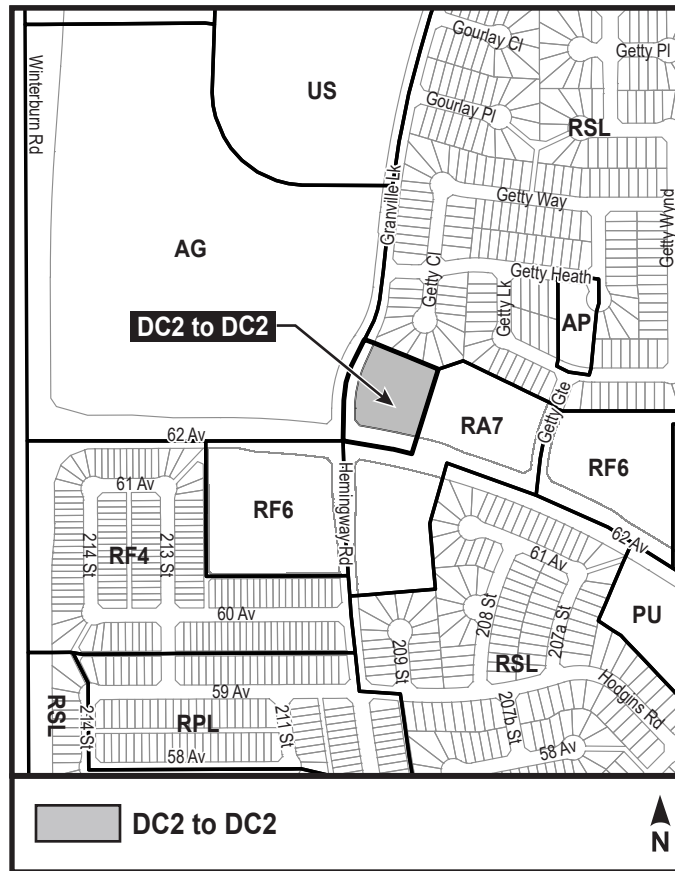 Gourlay Cl
Getty Pl
Winterburn Rd
US
Gourlay Pl
RSL
Granville Lk
Getty Way
Getty Wynd
AG
Getty Cl
Getty Heath
Getty Lk
AP
DC2 to DC2
RA7
Getty Gte
62 Av
RF6
Hemingway Rd
RF6
61 Av
214 St
RF4
213 St
62 Av
61 Av
60 Av
208 St
207a St
PU
209 St
RSL
59 Av
Hodgins Rd
RSL
214 St
RPL
211 St
207b St
58 Av
58 Av
DC2 to DC2
N